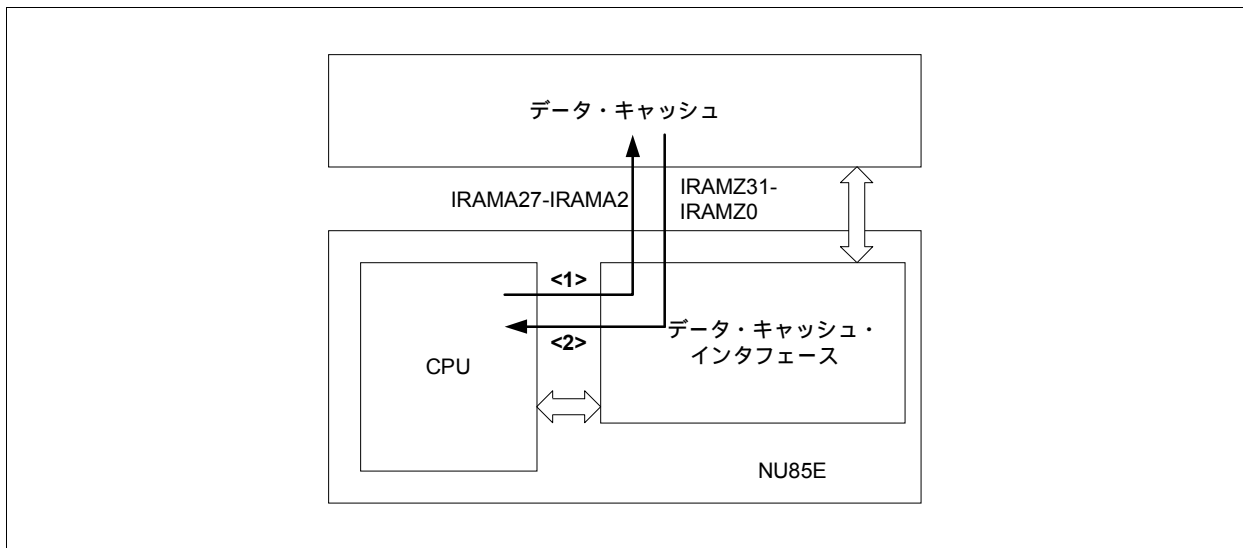 データ・キャッシュ
IRAMA27-IRAMA2
IRAMZ31-
IRAMZ0
<1>
<2>
CPU
データ・キャッシュ・
インタフェース
NU85E